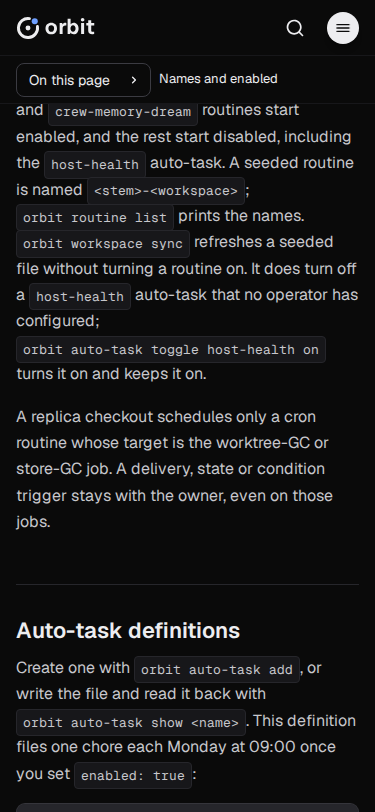 orbit
On this page
Names and enabled
and crew-memory-dream routines start
enabled, and the rest start disabled, including
the host-health auto-task. A seeded routine
is named <stem>-<workspace>;
orbit routine list prints the names.
orbit workspace sync refreshes a seeded
file without turning a routine on. It does turn off
a host-health auto-task that no operator has
configured;
orbit auto-task toggle host-health on
turns it on and keeps it on.
A replica checkout schedules only a cron
routine whose target is the worktree-GC or
store-GC job. A delivery, state or condition
trigger stays with the owner, even on those
jobs.
Auto-task definitions
Create one with orbit auto-task add, or
write the file and read it back with
orbit auto-task show <name>. This definition
files one chore each Monday at 09:00 once
you set enabled: true: